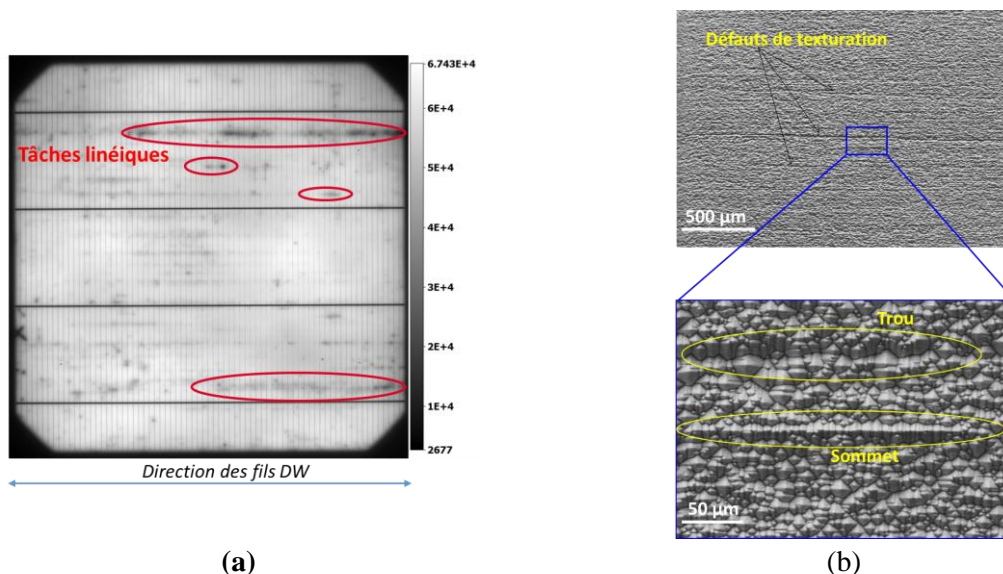 6.743E+4
6E+4
5E+4
4E+4
3E+4
2E+4
1E+4
2677
Tâches linéiques
Direction des fils DW
(a)
Défauts de texturation
500 µm
Trou
Sommet
50 µm
(b)